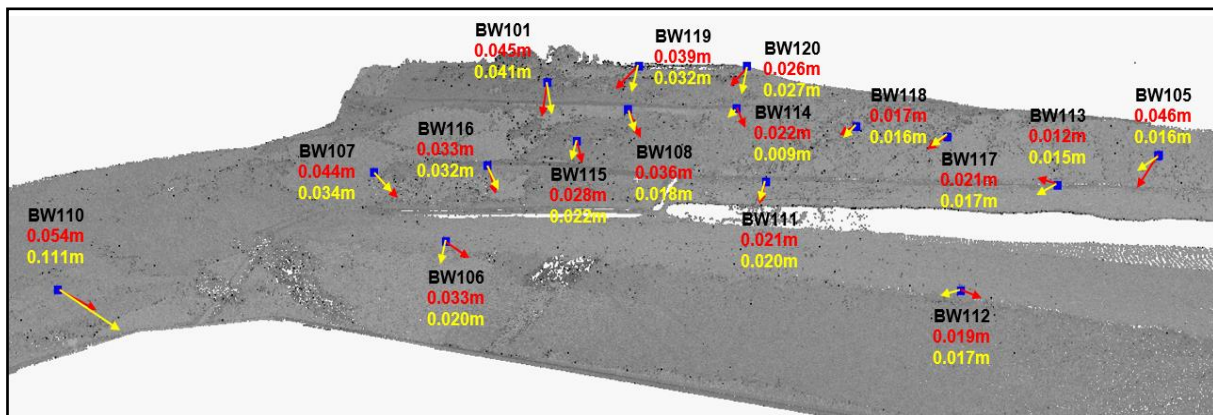 BW101
0.045m
0.041m
BW119
0.039m
0.032m
BW120
0.026m
0.027m
BW118
0.017m
0.016m
BW113
0.012m
0.015m
BW105
0.046m
0.016m
BW107
0.044m
0.034m
BW116
0.033m
0.032m
BW115
0.028m
0.022m
BW108
0.036m
0.018m
BW114
0.022m
0.009m
BW117
0.021m
0.017m
BW110
0.054m
0.111m
BW106
0.033m
0.020m
BW111
0.021m
0.020m
BW112
0.019m
0.017m